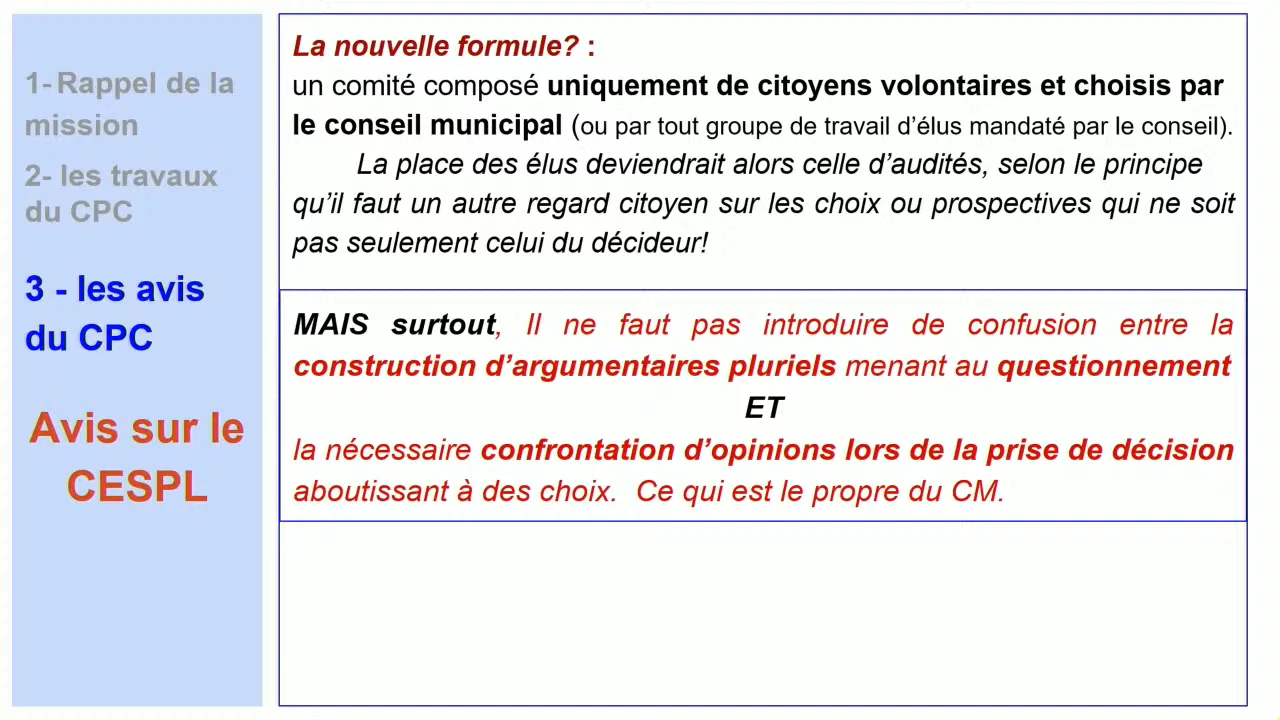 1- Rappel de la
mission
2- les travaux
du CPC
3 - les avis
du CPC
Avis sur le
CESPL
La nouvelle formule? :
un comité composé uniquement de citoyens volontaires et choisis par
le conseil municipal (ou par tout groupe de travail d’élus mandaté par le conseil).
La place des élus deviendrait alors celle d’audités, selon le principe
qu’il faut un autre regard citoyen sur les choix ou prospectives qui ne soit
pas seulement celui du décideur!
MAIS surtout, Il ne faut pas introduire de confusion entre la
construction d’argumentaires pluriels menant au questionnement
ET
la nécessaire confrontation d’opinions lors de la prise de décision
aboutissant à des choix. Ce qui est le propre du CM.